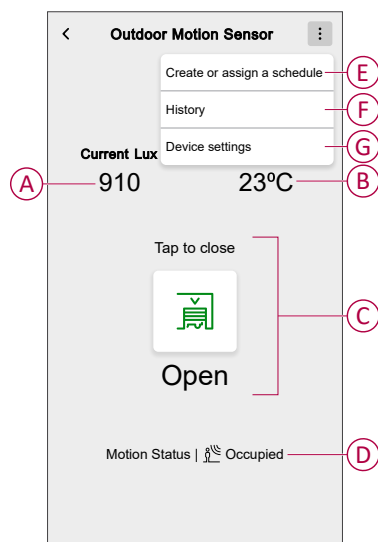 Outdoor Motion Sensor
Create or assign a schedule
E
History
F
Device settings
G
Current Lux
A
910
23ºC
B
Tap to close
C
Open
Motion Status | Occupied
D